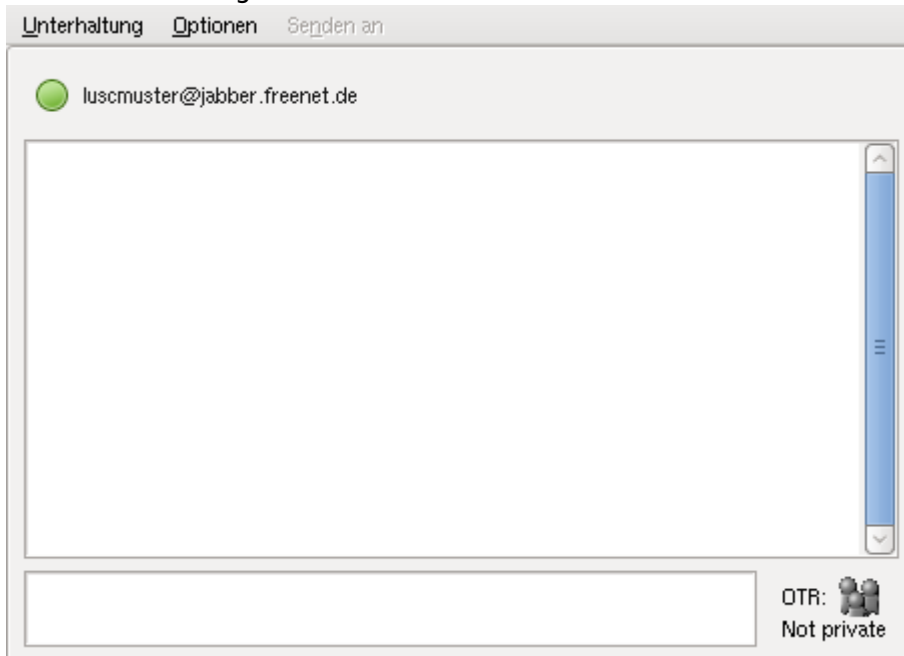 Unterhaltung Optionen Senden an
luscmuster@jabber.freenet.de
OTR:
Not private